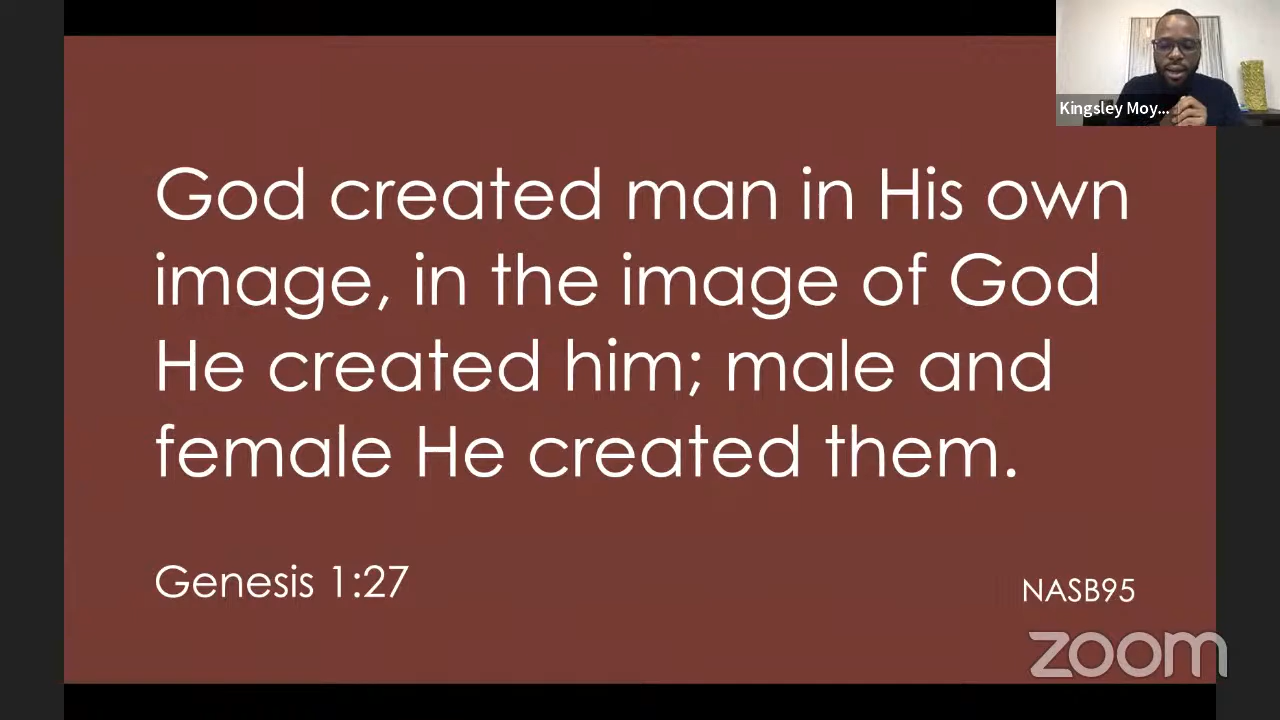 Kingsley Moy...
God created man in His own
image, in the image of God
He created him; male and
female He created them.
Genesis 1:27
NASB95
zoom